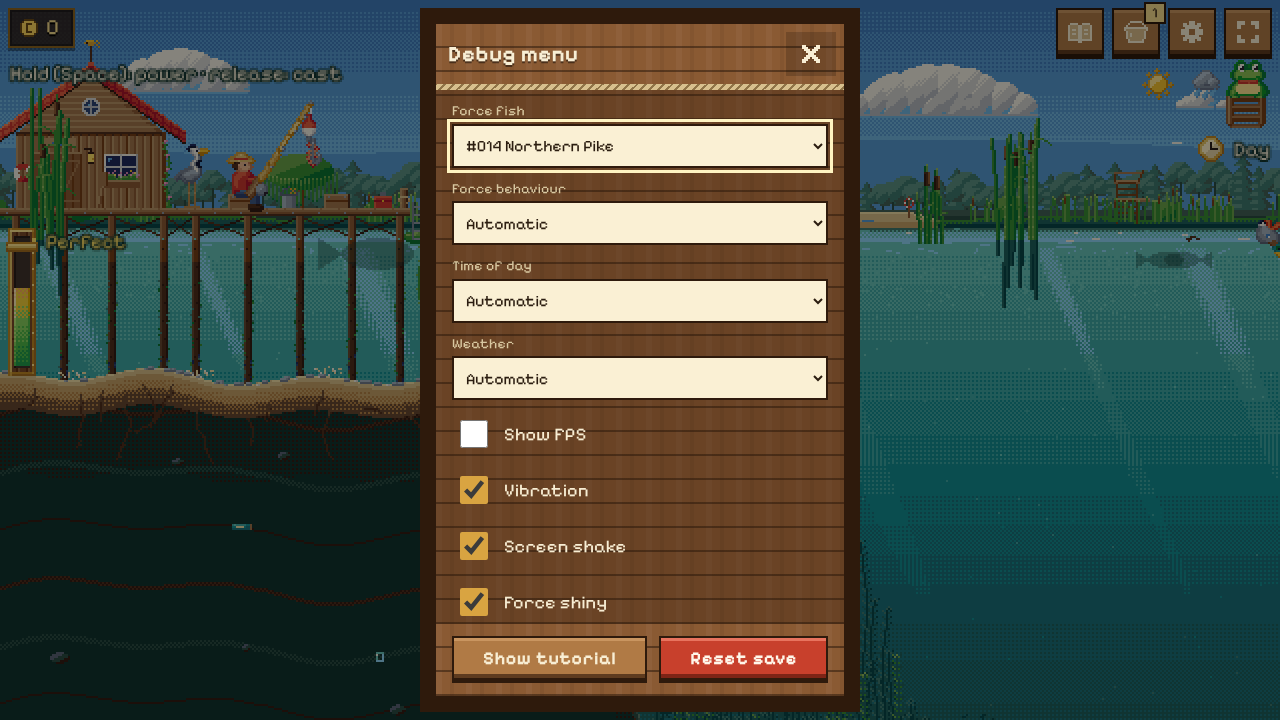 C 0
1
Debug menu
Hold (Space): power · release: cast
Force fish
#014 Northern Pike
Day
Force behaviour
Automatic
Perfect
Time of day
Automatic
Weather
Automatic
Show FPS
Vibration
Screen shake
Force shiny
Show tutorial
Reset save